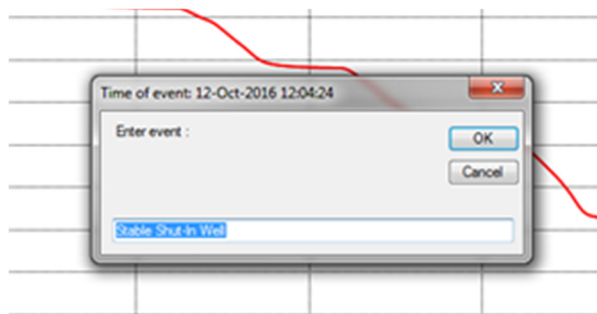 Time of event: 12-Oct-2016 12:04:24
Enter event :
OK
Cancel
Stable Shut-In Well